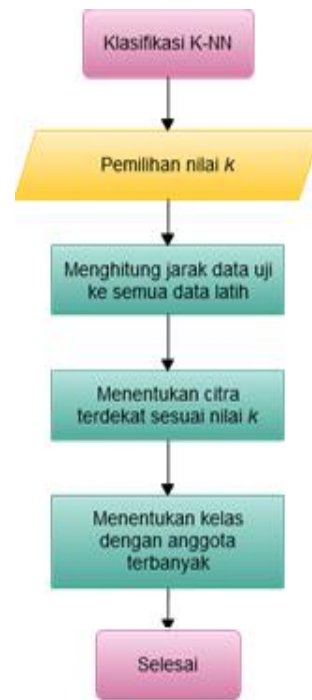 Klasifikasi K-NN
Pemilihan nilai k
Menghitung jarak data uji
ke semua data latih
Menentukan citra
terdekat sesuai nilai k
Menentukan kelas
dengan anggota
terbanyak
Selesai